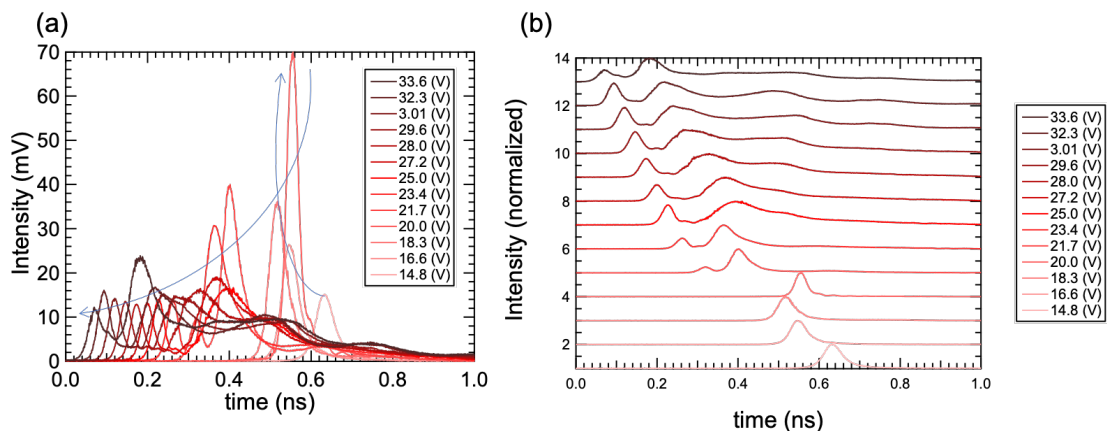 (a)
70
60
50
40
30
20
10
0
Intensity (mV)
0.0 0.2 0.4 0.6 0.8 1.0
time (ns)
33.6 (V)
32.3 (V)
3.01 (V)
29.6 (V)
28.0 (V)
27.2 (V)
25.0 (V)
23.4 (V)
21.7 (V)
20.0 (V)
18.3 (V)
16.6 (V)
14.8 (V)
(b)
14
12
10
8
6
4
2
Intensity (normalized)
0.0 0.2 0.4 0.6 0.8 1.0
time (ns)
33.6 (V)
32.3 (V)
3.01 (V)
29.6 (V)
28.0 (V)
27.2 (V)
25.0 (V)
23.4 (V)
21.7 (V)
20.0 (V)
18.3 (V)
16.6 (V)
14.8 (V)